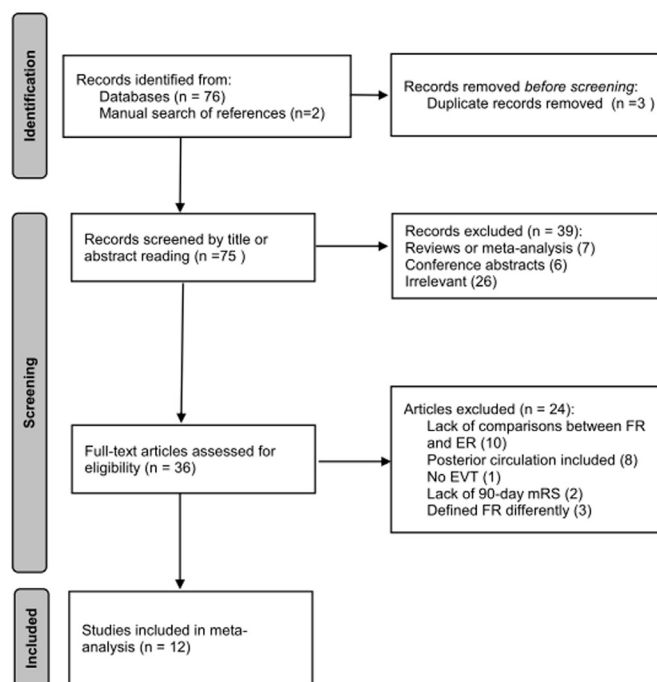 Identification
Records identified from:
Databases (n = 76)
Manual search of references (n=2)
Records removed before screening:
Duplicate records removed (n =3 )
Screening
Records screened by title or
abstract reading (n =75 )
Records excluded (n = 39):
Reviews or meta-analysis (7)
Conference abstracts (6)
Irrelevant (26)
Full-text articles assessed for
eligibility (n = 36)
Articles excluded (n = 24):
Lack of comparisons between FR
and ER (10)
Posterior circulation included (8)
No EVT (1)
Lack of 90-day mRS (2)
Defined FR differently (3)
Included
Studies included in meta-
analysis (n = 12)